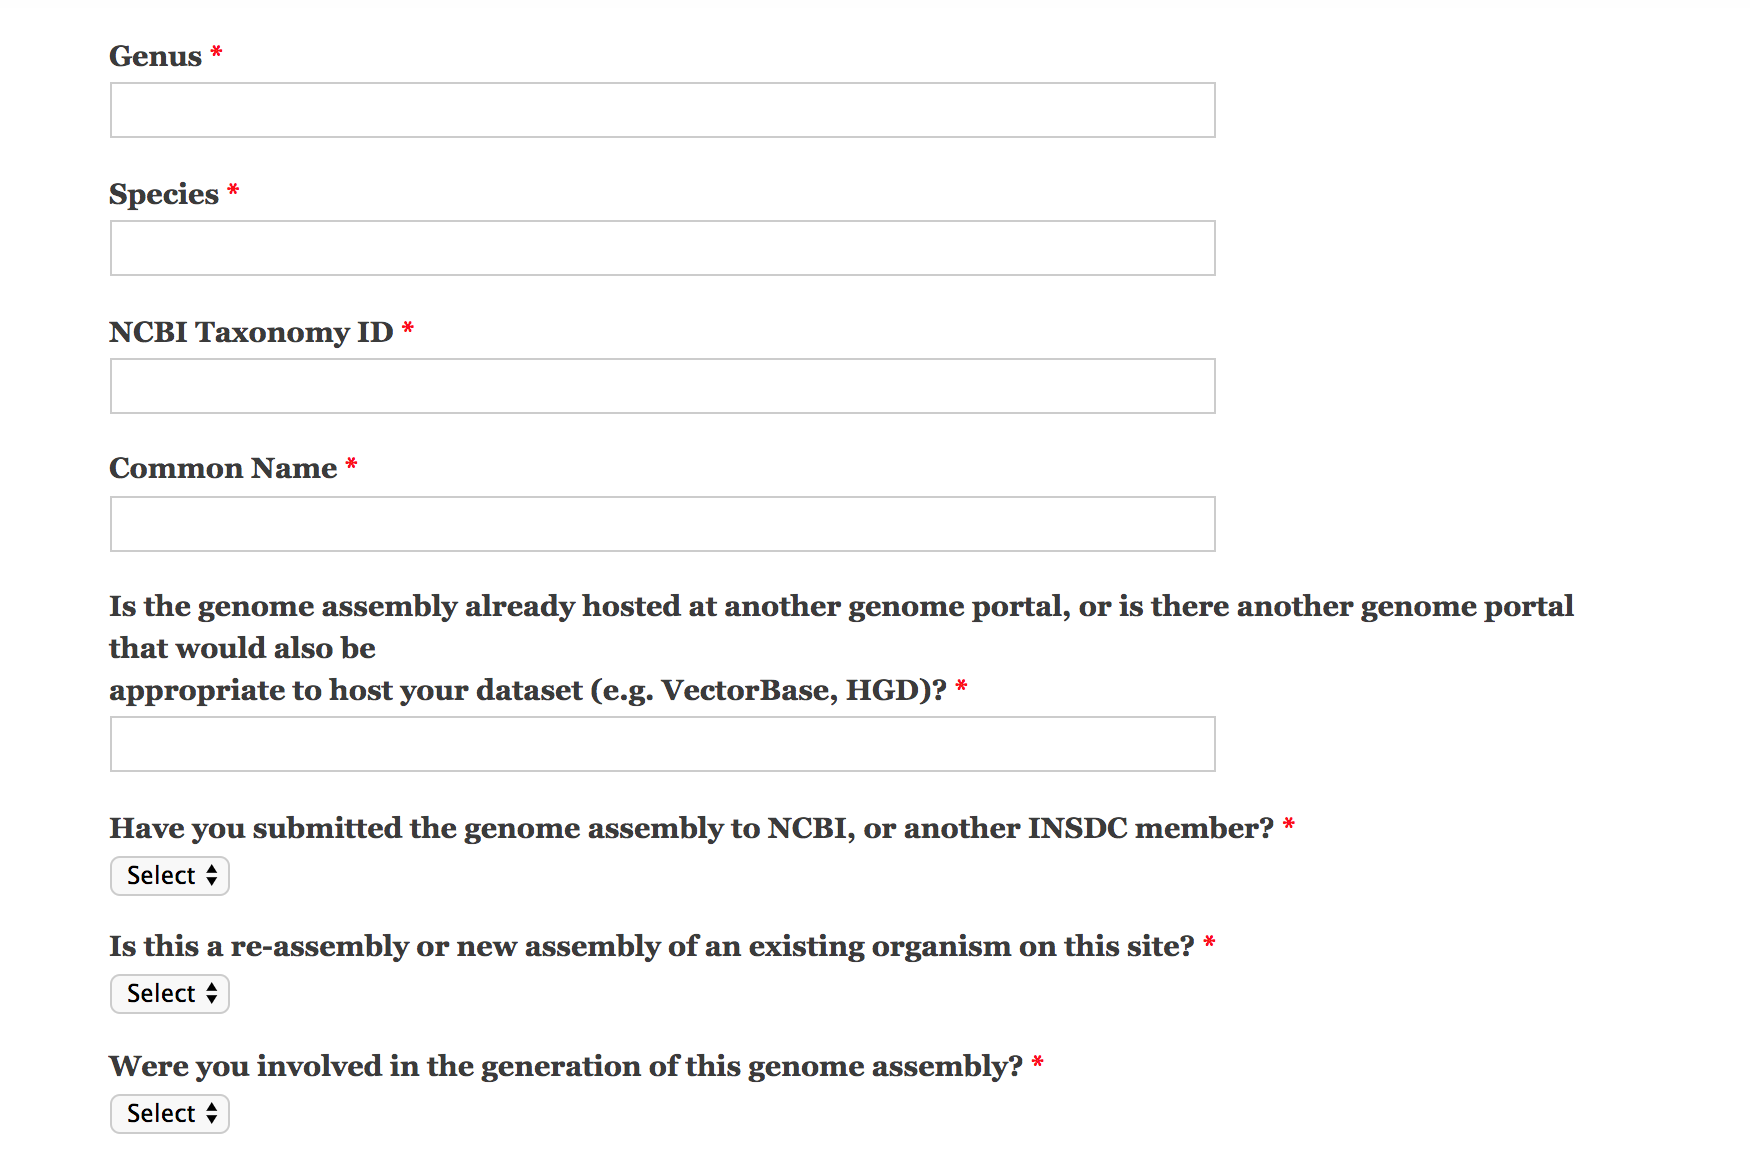 Genus *
Species *
NCBI Taxonomy ID *
Common Name *
Is the genome assembly already hosted at another genome portal, or is there another genome portal
that would also be
appropriate to host your dataset (e.g. VectorBase, HGD)? *
Have you submitted the genome assembly to NCBI, or another INSDC member? *
Select
Is this a re-assembly or new assembly of an existing organism on this site? *
Select
Were you involved in the generation of this genome assembly? *
Select